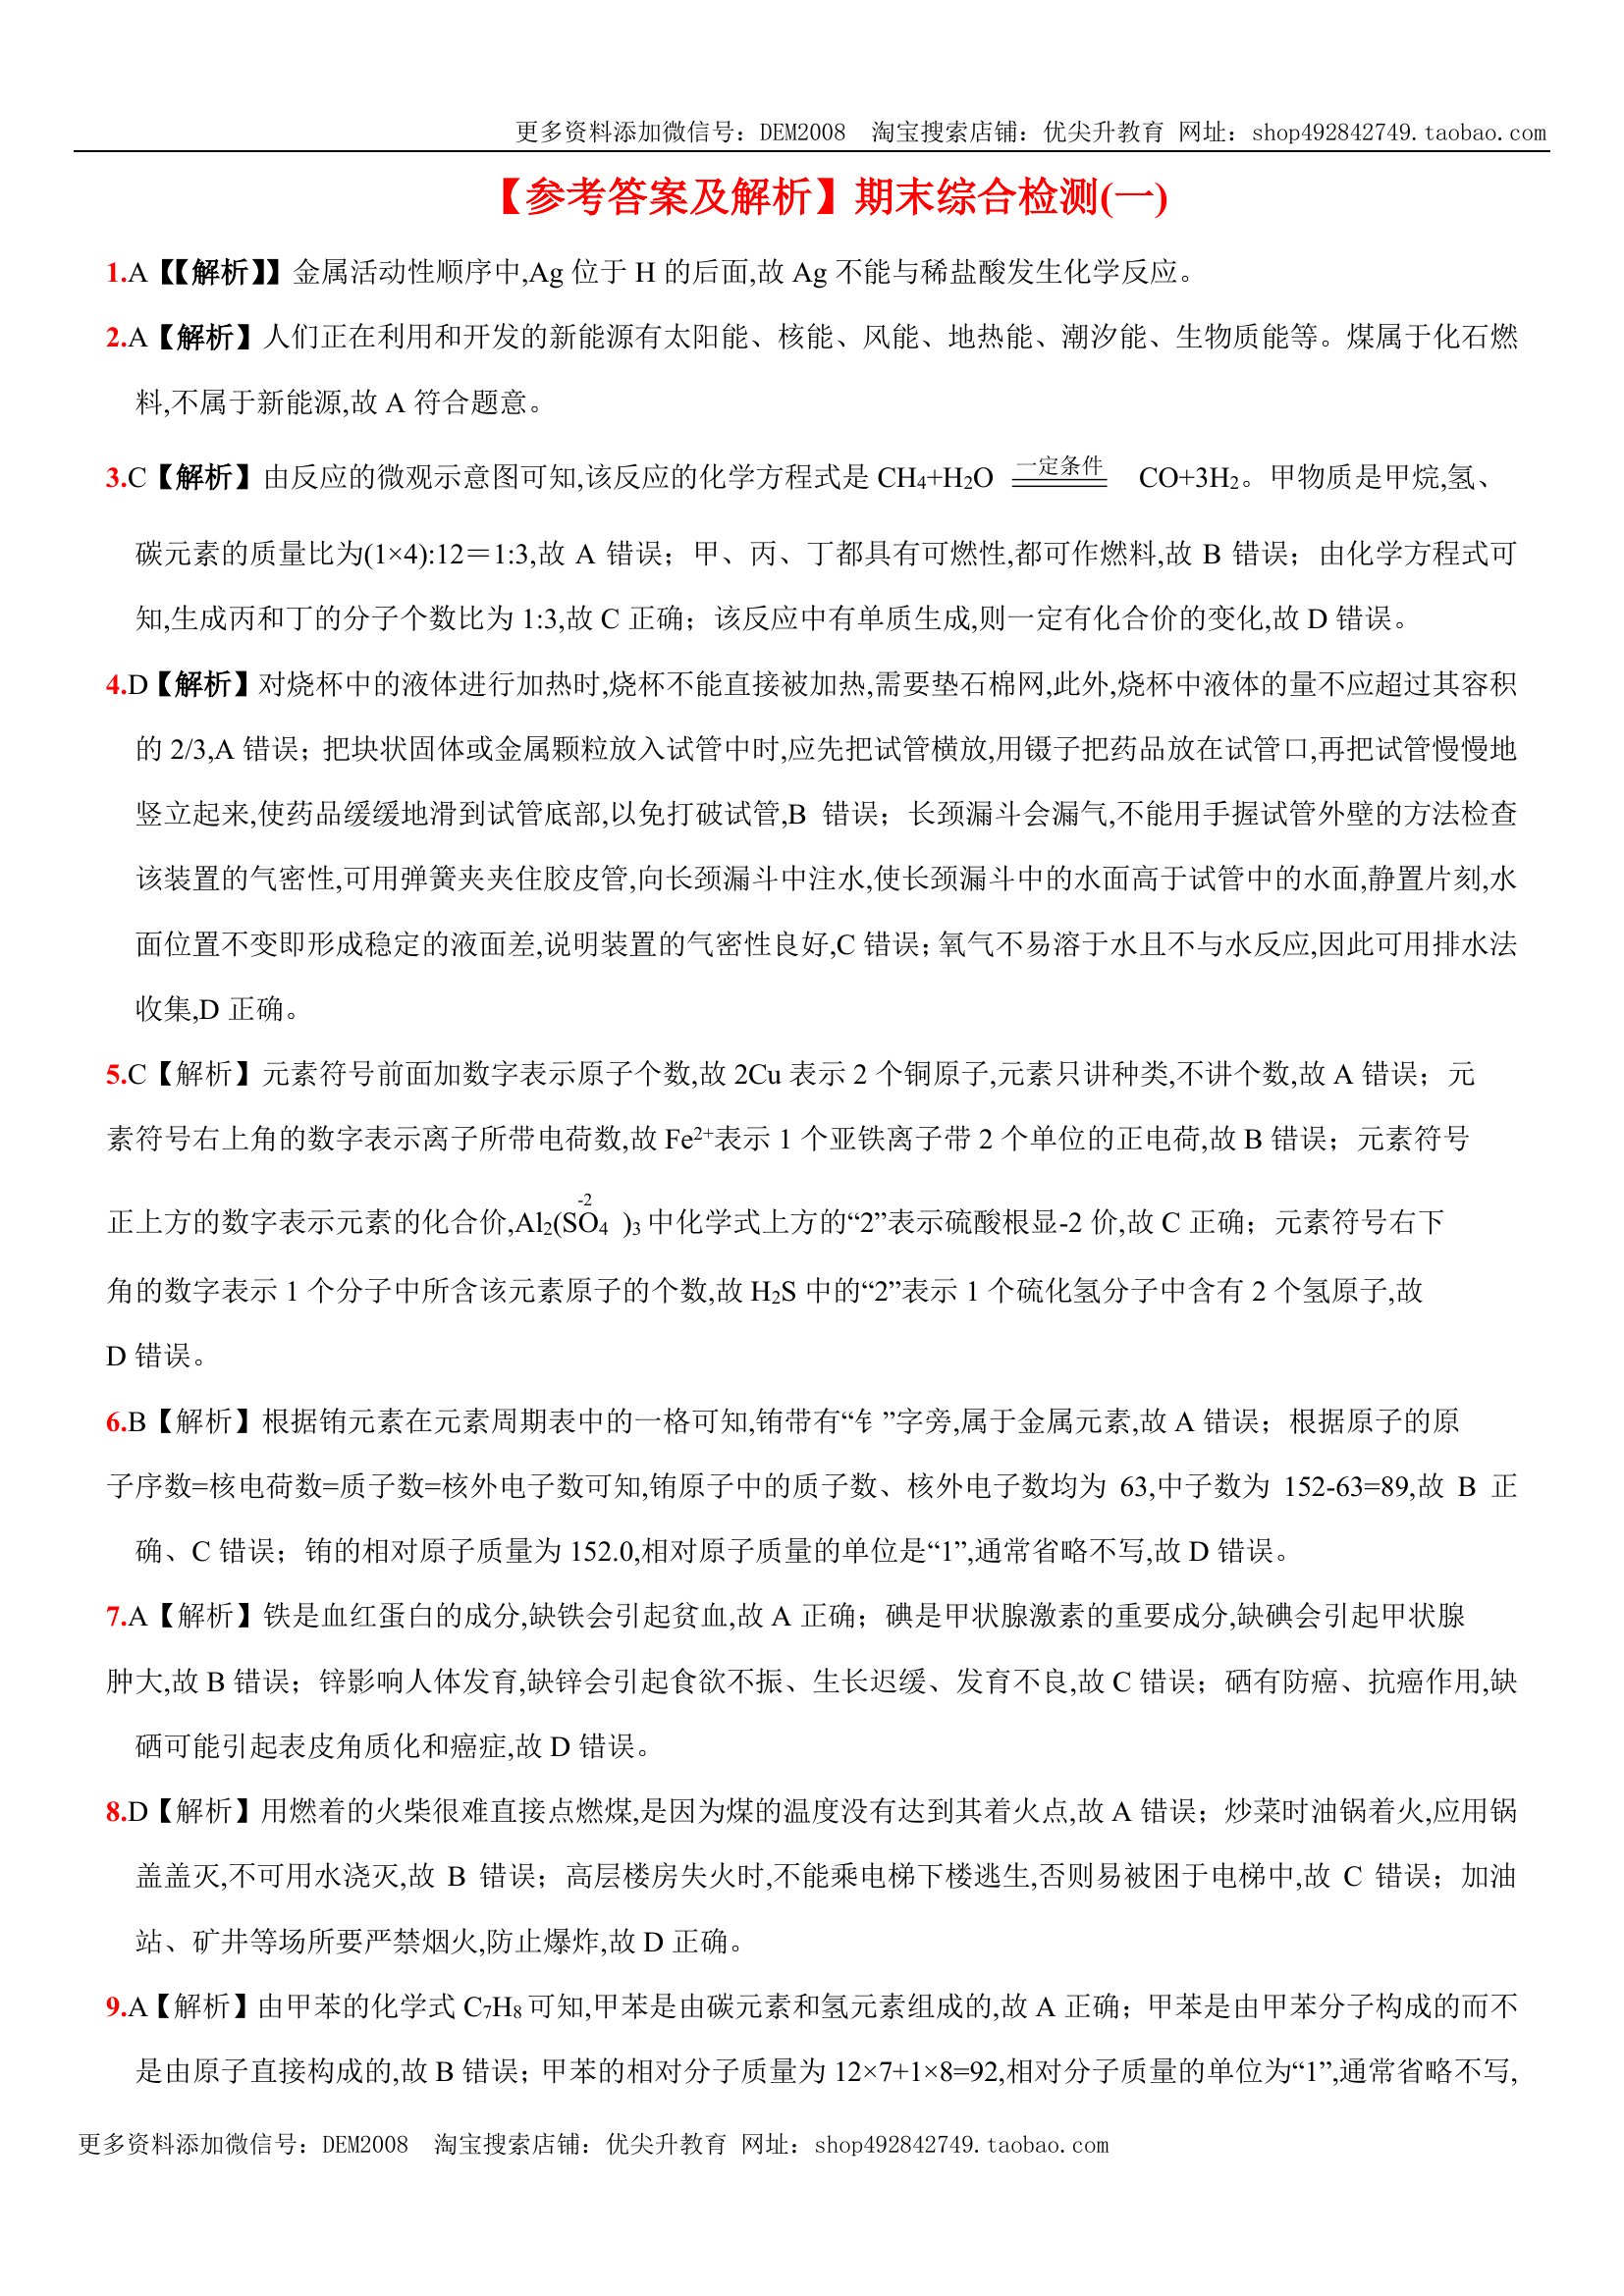 更多资料添加微信号：DEM2008 淘宝搜索店铺：优尖升教育 网址：shop492842749.taobao.com
【参考答案及解析】期末综合检测(一)
1.A【【解析】】金属活动性顺序中,Ag 位于 H 的后面,故 Ag 不能与稀盐酸发生化学反应。
2.A【解析】人们正在利用和开发的新能源有太阳能、核能、风能、地热能、潮汐能、生物质能等。煤属于化石燃
料,不属于新能源,故 A 符合题意。
3.C【解析】由反应的微观示意图可知,该反应的化学方程式是 CH₄+H₂O =一定条件= CO+3H₂。甲物质是甲烷,氢、
碳元素的质量比为(1×4):12＝1:3,故 A 错误；甲、丙、丁都具有可燃性,都可作燃料,故 B 错误；由化学方程式可
知,生成丙和丁的分子个数比为 1:3,故 C 正确；该反应中有单质生成,则一定有化合价的变化,故 D 错误。
4.D【解析】对烧杯中的液体进行加热时,烧杯不能直接被加热,需要垫石棉网,此外,烧杯中液体的量不应超过其容积
的 2/3,A 错误；把块状固体或金属颗粒放入试管中时,应先把试管横放,用镊子把药品放在试管口,再把试管慢慢地
竖立起来,使药品缓缓地滑到试管底部,以免打破试管,B 错误；长颈漏斗会漏气,不能用手握试管外壁的方法检查
该装置的气密性,可用弹簧夹夹住胶皮管,向长颈漏斗中注水,使长颈漏斗中的水面高于试管中的水面,静置片刻,水
面位置不变即形成稳定的液面差,说明装置的气密性良好,C 错误；氧气不易溶于水且不与水反应,因此可用排水法
收集,D 正确。
5.C【解析】元素符号前面加数字表示原子个数,故 2Cu 表示 2 个铜原子,元素只讲种类,不讲个数,故 A 错误；元
素符号右上角的数字表示离子所带电荷数,故 Fe²⁺表示 1 个亚铁离子带 2 个单位的正电荷,故 B 错误；元素符号
-2
正上方的数字表示元素的化合价,Al₂(SO₄ )₃ 中化学式上方的“2”表示硫酸根显-2 价,故 C 正确；元素符号右下
角的数字表示 1 个分子中所含该元素原子的个数,故 H₂S 中的“2”表示 1 个硫化氢分子中含有 2 个氢原子,故
D 错误。
6.B【解析】根据铕元素在元素周期表中的一格可知,铕带有“钅”字旁,属于金属元素,故 A 错误；根据原子的原
子序数=核电荷数=质子数=核外电子数可知,铕原子中的质子数、核外电子数均为 63,中子数为 152-63=89,故 B 正
确、C 错误；铕的相对原子质量为 152.0,相对原子质量的单位是“1”,通常省略不写,故 D 错误。
7.A【解析】铁是血红蛋白的成分,缺铁会引起贫血,故 A 正确；碘是甲状腺激素的重要成分,缺碘会引起甲状腺
肿大,故 B 错误；锌影响人体发育,缺锌会引起食欲不振、生长迟缓、发育不良,故 C 错误；硒有防癌、抗癌作用,缺
硒可能引起表皮角质化和癌症,故 D 错误。
8.D【解析】用燃着的火柴很难直接点燃煤,是因为煤的温度没有达到其着火点,故 A 错误；炒菜时油锅着火,应用锅
盖盖灭,不可用水浇灭,故 B 错误；高层楼房失火时,不能乘电梯下楼逃生,否则易被困于电梯中,故 C 错误；加油
站、矿井等场所要严禁烟火,防止爆炸,故 D 正确。
9.A【解析】由甲苯的化学式 C₇H₈ 可知,甲苯是由碳元素和氢元素组成的,故 A 正确；甲苯是由甲苯分子构成的而不
是由原子直接构成的,故 B 错误；甲苯的相对分子质量为 12×7+1×8=92,相对分子质量的单位为“1”,通常省略不写,
更多资料添加微信号：DEM2008 淘宝搜索店铺：优尖升教育 网址：shop492842749.taobao.com